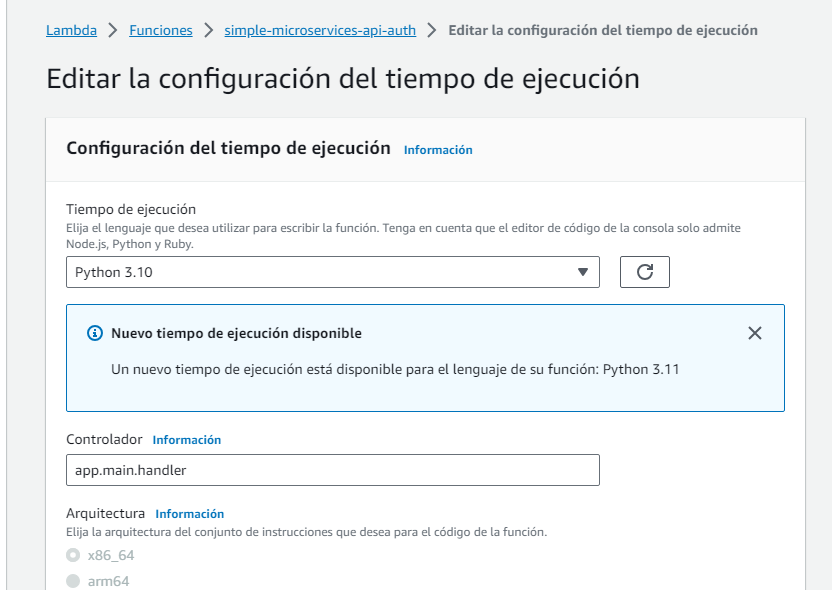 Lambda > Funciones > simple-microservices-api-auth > Editar la configuración del tiempo de ejecución
Editar la configuración del tiempo de ejecución
Configuración del tiempo de ejecución Información
Tiempo de ejecución
Elija el lenguaje que desea utilizar para escribir la función. Tenga en cuenta que el editor de código de la consola solo admite
Node.js, Python y Ruby.
Python 3.10
Nuevo tiempo de ejecución disponible
Un nuevo tiempo de ejecución está disponible para el lenguaje de su función: Python 3.11
Controlador Información
app.main.handler
Arquitectura Información
Elija la arquitectura del conjunto de instrucciones que desea para el código de la función.
x86_64
arm64